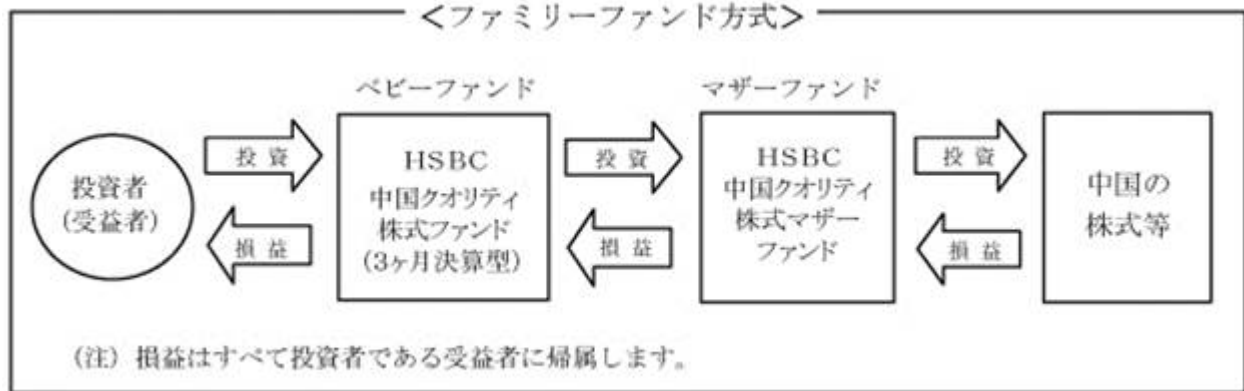 ＜ファミリーファンド方式＞
ベビーファンド
マザーファンド
投資者
(受益者)
投資
損益
HSBC
中国クオリティ
株式ファンド
(3ヶ月決算型)
投資
損益
HSBC
中国クオリティ
株式マザー
ファンド
投資
損益
中国の
株式等
(注) 損益はすべて投資者である受益者に帰属します。